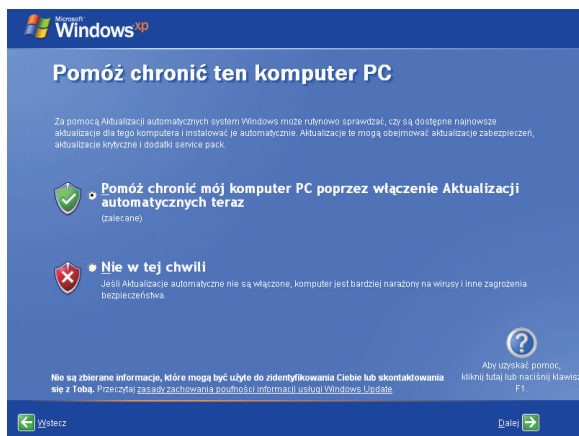 Microsoft
Windows xp
Pomóż chronić ten komputer PC
Za pomocą Aktualizacji automatycznych system Windows może rutynowo sprawdzać, czy są dostępne najnowsze
aktualizacje dla tego komputera i instalować je automatycznie. Aktualizacje te mogą obejmować aktualizacje zabezpieczeń,
aktualizacje krytyczne i dodatki service pack.
Pomóż chronić mój komputer PC poprzez włączenie Aktualizacji
automatycznych teraz
(zalecane)
Nie w tej chwili
Jeśli Aktualizacje automatyczne nie są włączone, komputer jest bardziej narażony na wirusy i inne zagrożenia
bezpieczeństwa.
Aby uzyskać pomoc,
kliknij tutaj lub naciśnij klawisz
F1.
Nie są zbierane informacje, które mogą być użyte do zidentyfikowania Ciebie lub skontaktowania
się z Tobą. Przeczytaj zasady zachowania poufności informacji usługi Windows Update.
Wstecz
Dalej